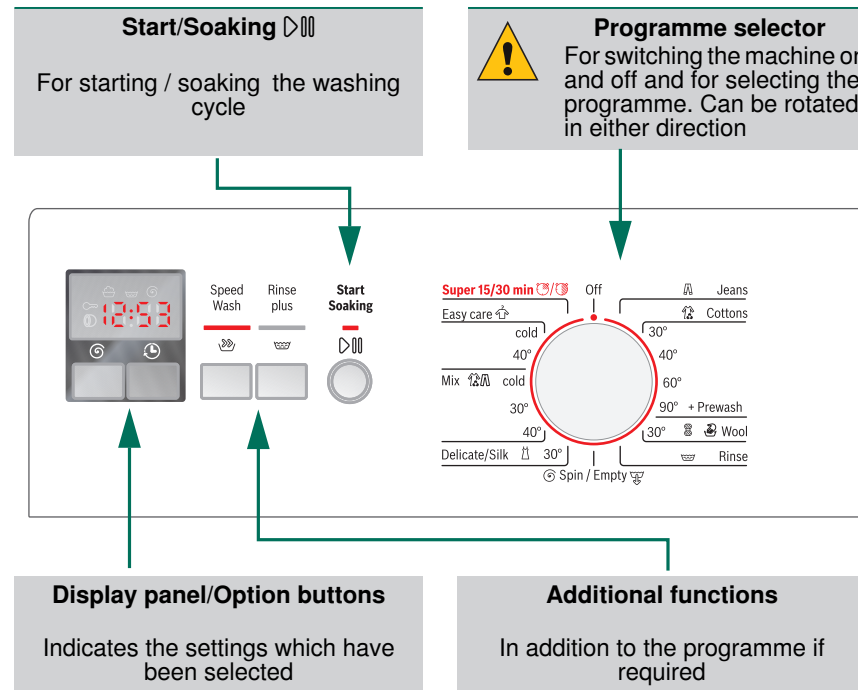 Start/Soaking
For starting / soaking the washing
cycle
Programme selector
For switching the machine on
and off and for selecting the
programme. Can be rotated
in either direction
12:53
Speed
Wash
Rinse
plus
Start
Soaking
Super 15/30 min /
Off
Jeans
Easy care
Cottons
cold
30°
40°
40°
Mix cold
60°
30°
90° + Prewash
40°
30° Wool
Delicate/Silk 30°
Rinse
Spin / Empty
Display panel/Option buttons
Indicates the settings which have
been selected
Additional functions
In addition to the programme if
required